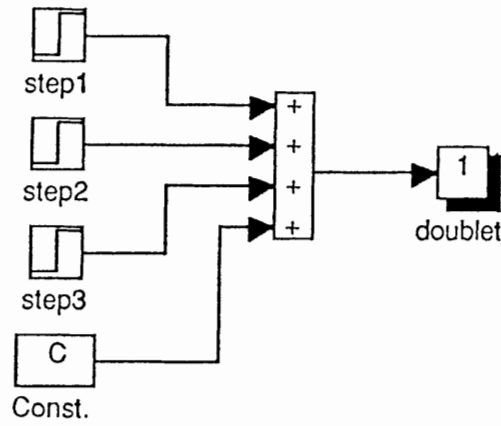 step1
+
step2
+
1
step3
+
doublet
+
C
Const.